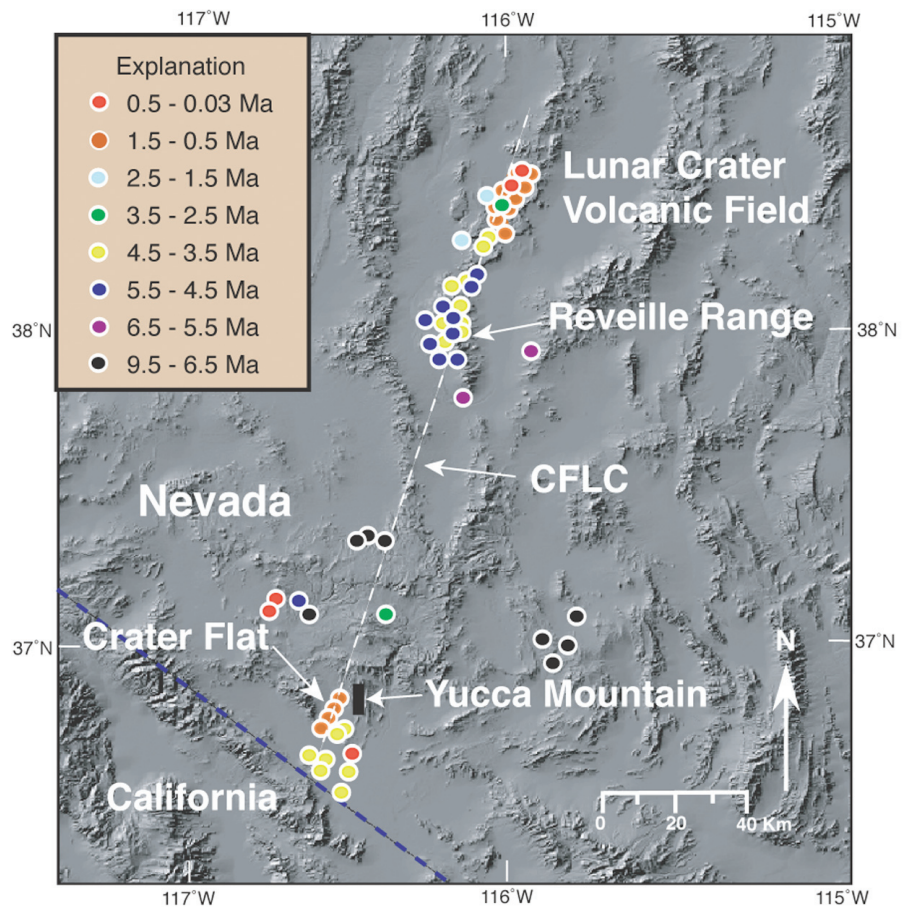 117°W 116°W 115°W
Explanation
0.5 - 0.03 Ma
1.5 - 0.5 Ma
2.5 - 1.5 Ma
3.5 - 2.5 Ma
4.5 - 3.5 Ma
5.5 - 4.5 Ma
6.5 - 5.5 Ma
9.5 - 6.5 Ma
Lunar Crater
Volcanic Field
38°N 38°N
Reveille Range
CFLC
Nevada
37°N 37°N
Crater Flat
N
Yucca Mountain
California
0 20 40 Km
117°W 116°W 115°W